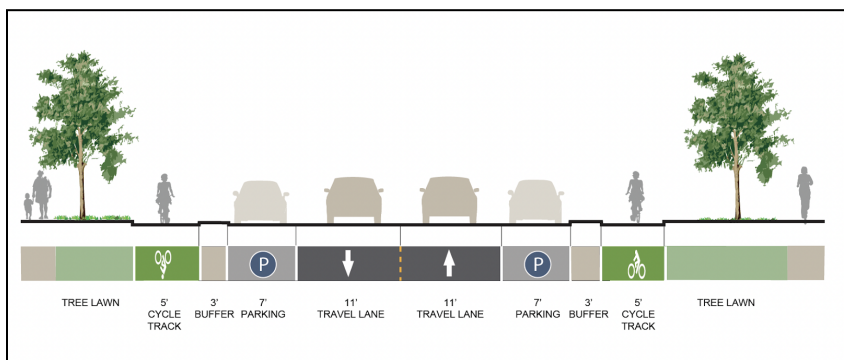 P
P
TREE LAWN
5'
CYCLE
TRACK
3'
BUFFER
7'
PARKING
11'
TRAVEL LANE
11'
TRAVEL LANE
7'
PARKING
3'
BUFFER
5'
CYCLE
TRACK
TREE LAWN